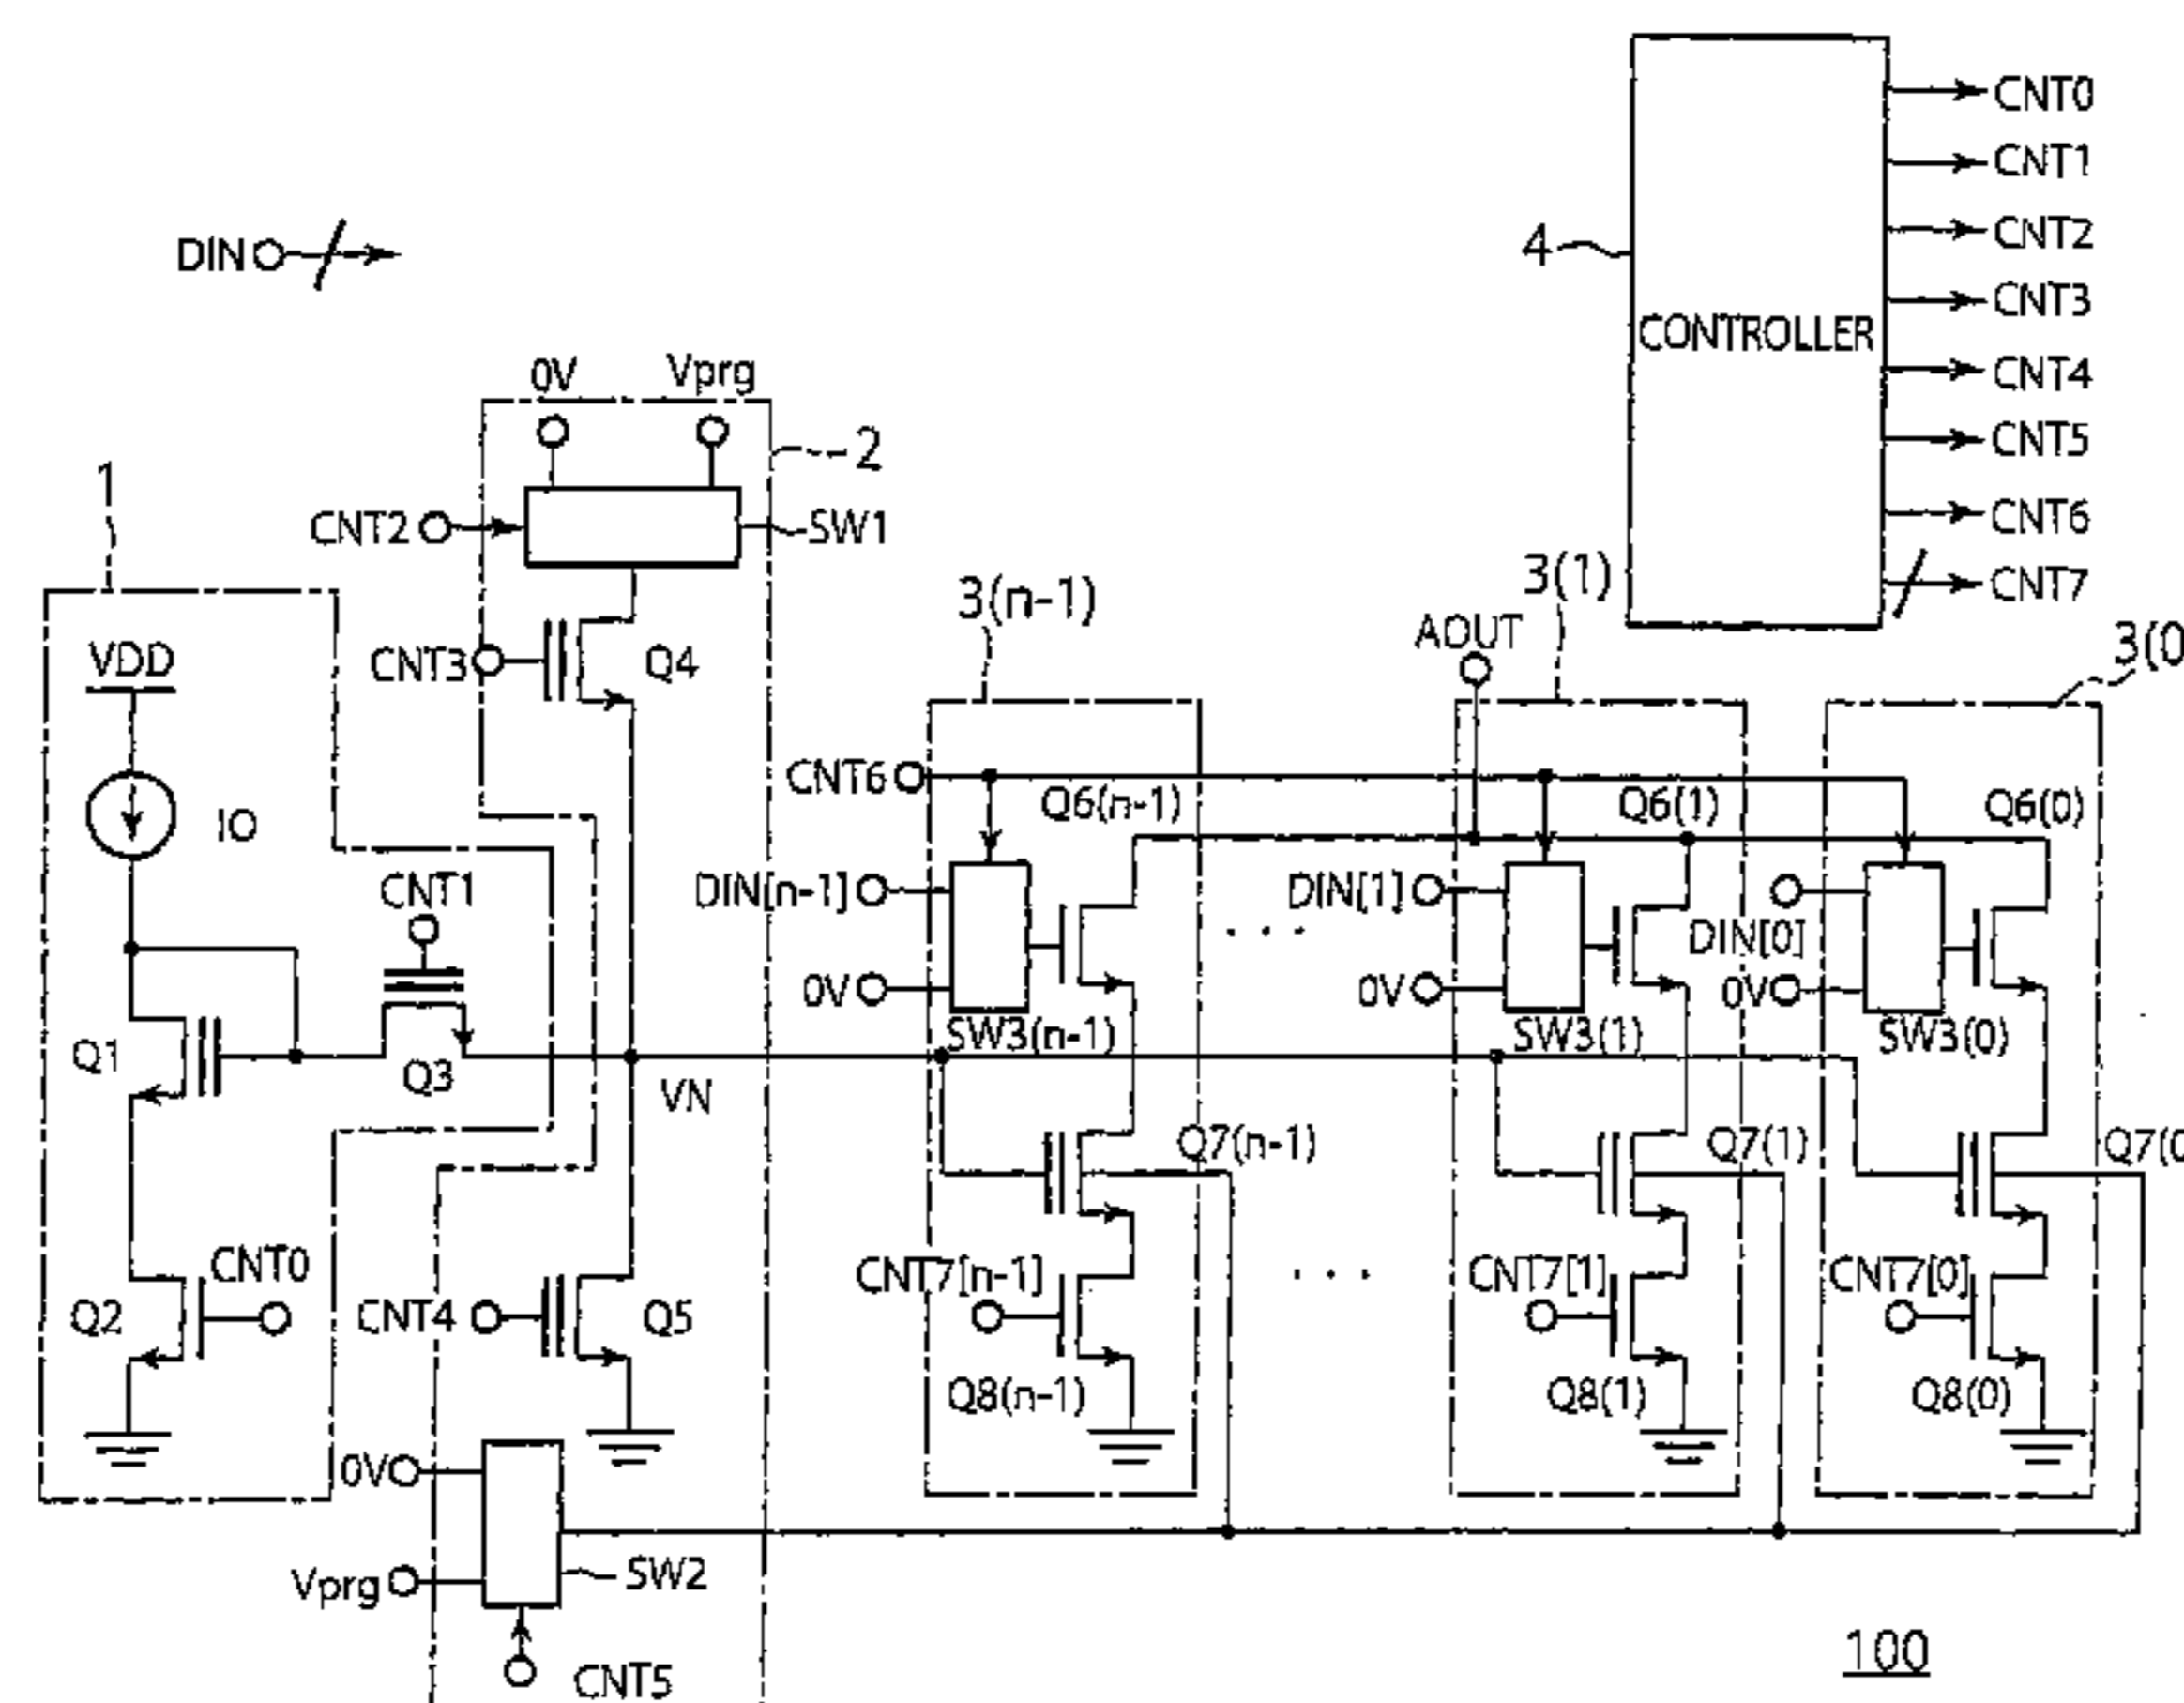 CNT0
CNT1
CNT2
CNT3
CNT4
CNT5
CNT6
CNT7
4
CONTROLLER
DIN
0V
Vprg
2
1
CNT2
SW1
3(n-1)
3(1)
AOUT
3(0
VDD
CNT3
Q4
IO
CNT6
Q6(n-1)
Q6(1)
Q6(0)
CNT1
DIN[n-1]
DIN[1]
DIN[0]
. . .
0V
0V
0V
SW3(n-1)
SW3(1)
SW3(0)
Q1
Q3
VN
Q7(n-1)
Q7(1)
Q7(0
CNT0
CNT7[n-1]
. . .
CNT7[1]
CNT7[0]
Q2
CNT4
Q5
Q8(n-1)
Q8(1)
Q8(0)
0V
SW2
Vprg
CNT5
100